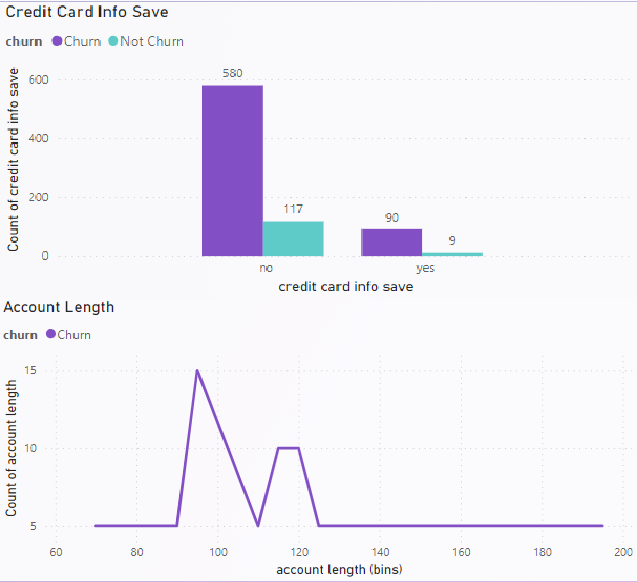 Credit Card Info Save
churn Churn Not Churn
Count of credit card info save
600
400
200
0
580
117
90
9
no yes
credit card info save
Account Length
churn Churn
Count of account length
15
10
5
60 80 100 120 140 160 180 200
account length (bins)